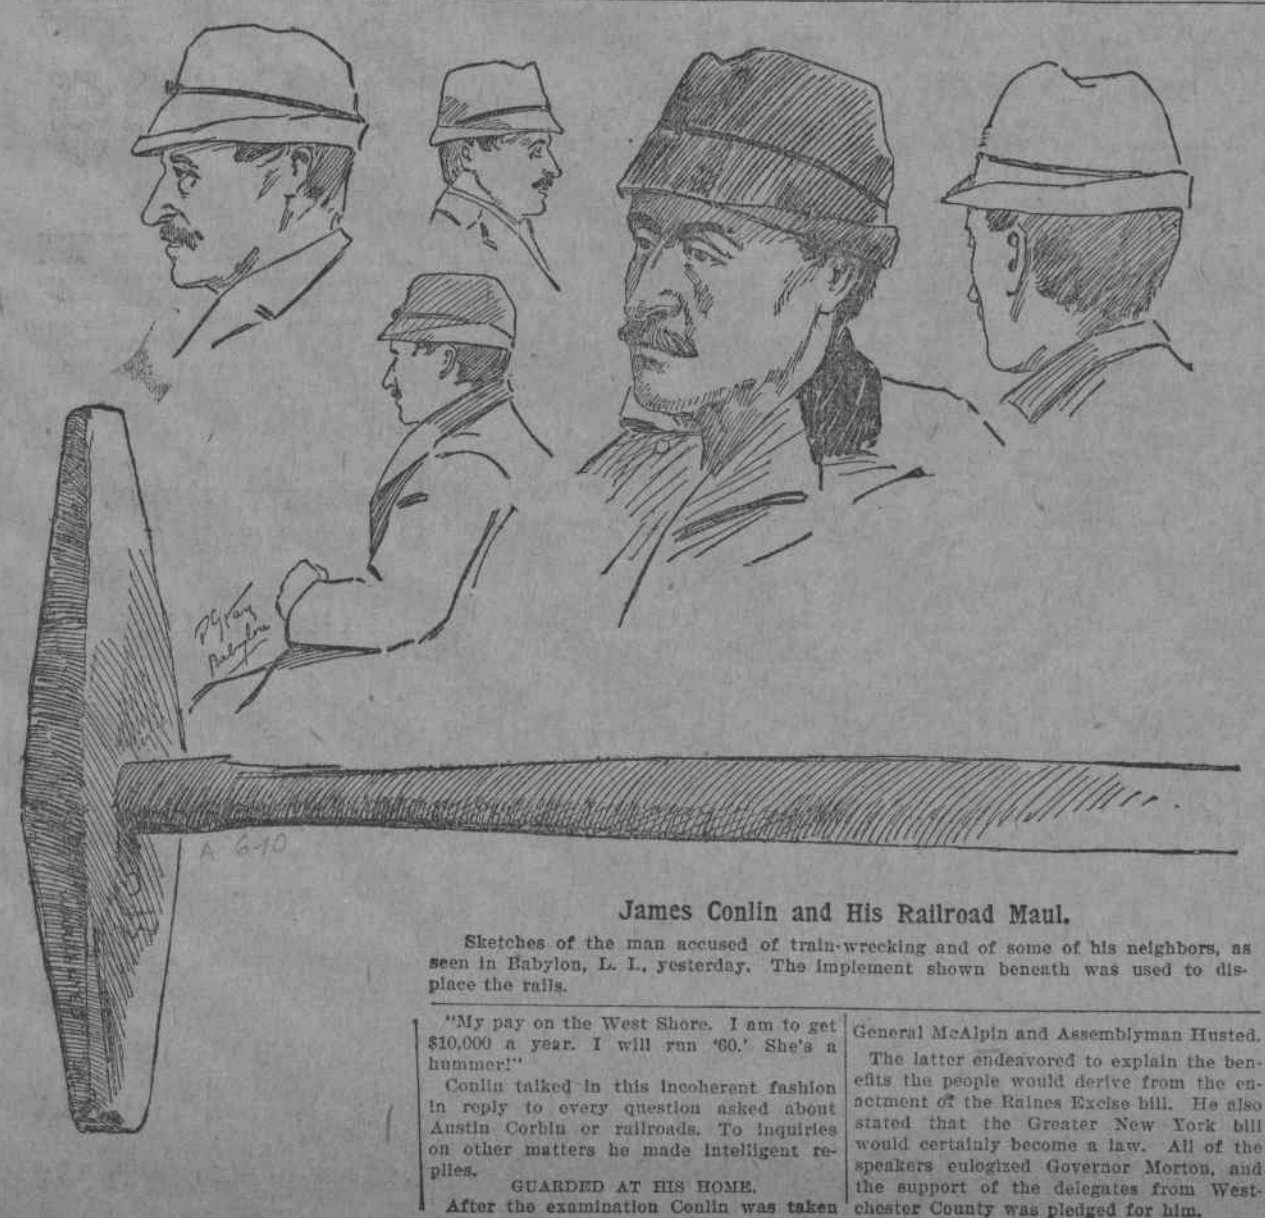 P Gray
Babylon
A 6-10
James Conlin and His Railroad Maul.
Sketches of the man accused of train-wrecking and of some of his neighbors, as
seen in Babylon, L. I., yesterday. The implement shown beneath was used to dis-
place the rails.
"My pay on the West Shore. I am to get
$10,000 a year. I will run '60.' She's a
hummer!"
Conlin talked in this incoherent fashion
in reply to every question asked about
Austin Corbin or railroads. To inquiries
on other matters he made intelligent re-
plies.
GUARDED AT HIS HOME.
After the examination Conlin was taken
General McAlpin and Assemblyman Husted.
The latter endeavored to explain the ben-
efits the people would derive from the en-
actment of the Raines Excise bill. He also
stated that the Greater New York bill
would certainly become a law. All of the
speakers eulogized Governor Morton, and
the support of the delegates from West-
chester County was pledged for him.